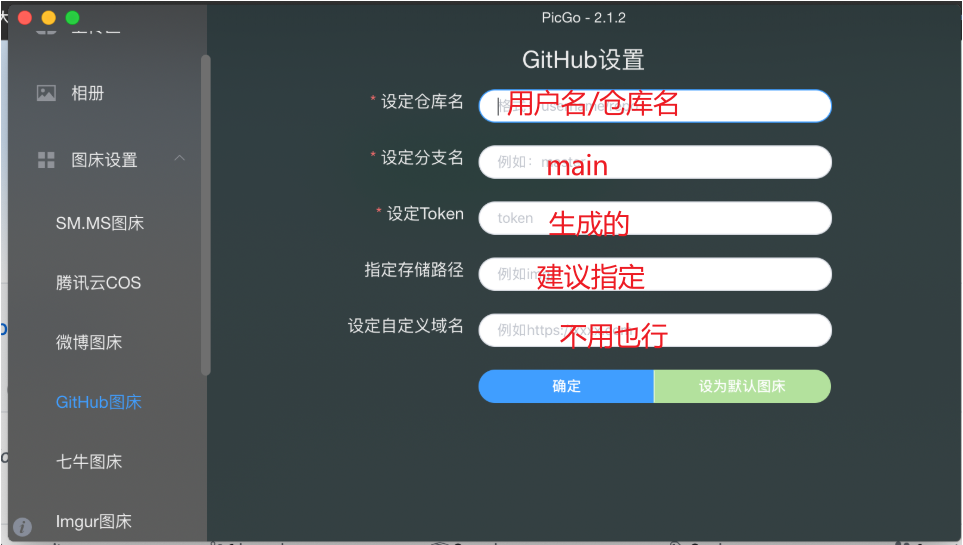 PicGo - 2.1.2
相册
图床设置
SM.MS图床
腾讯云COS
微博图床
GitHub图床
七牛图床
Imgur图床
GitHub设置
* 设定仓库名
用户名/仓库名
* 设定分支名
例如：
main
* 设定Token
token
生成的
指定存储路径
例如
建议指定
设定自定义域名
例如https:/
不用也行
确定
设为默认图床